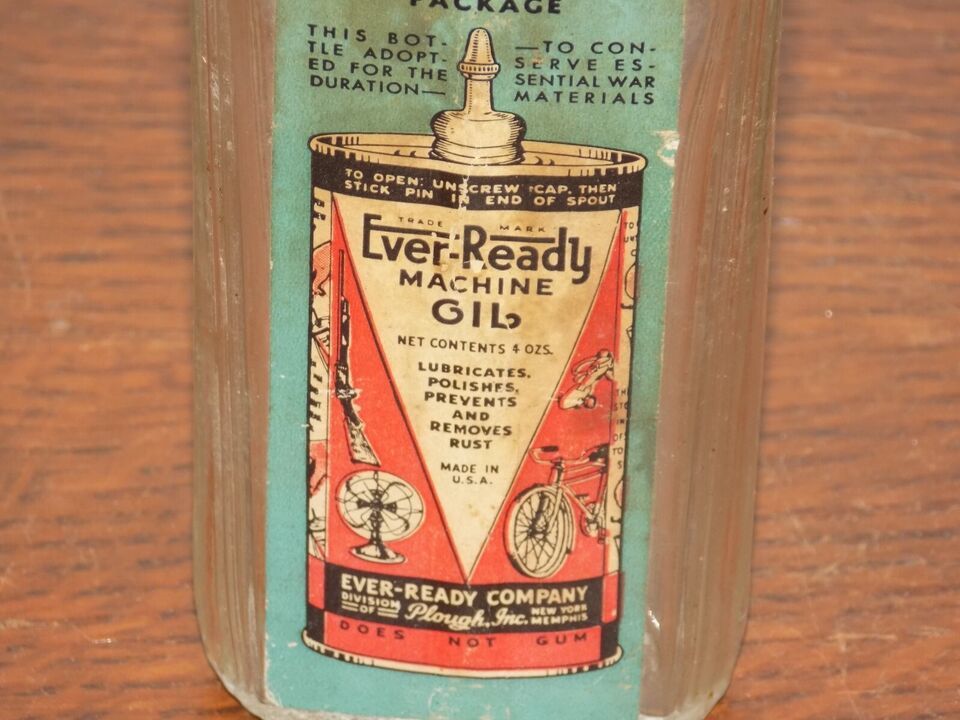 PACKAGE
THIS BOT-
TLE ADOPT-
ED FOR THE
DURATION—
—TO CON-
SERVE ES-
SENTIAL WAR
MATERIALS
TO OPEN: UNSCREW CAP, THEN
STICK PIN IN END OF SPOUT
TRADE MARK
Ever-Ready
MACHINE
OIL
NET CONTENTS 4 OZS.
LUBRICATES,
POLISHES,
PREVENTS
AND
REMOVES
RUST
MADE IN
U.S.A.
EVER-READY COMPANY
DIVISION
OF
Plough, Inc.
NEW YORK
MEMPHIS
DOES NOT GUM